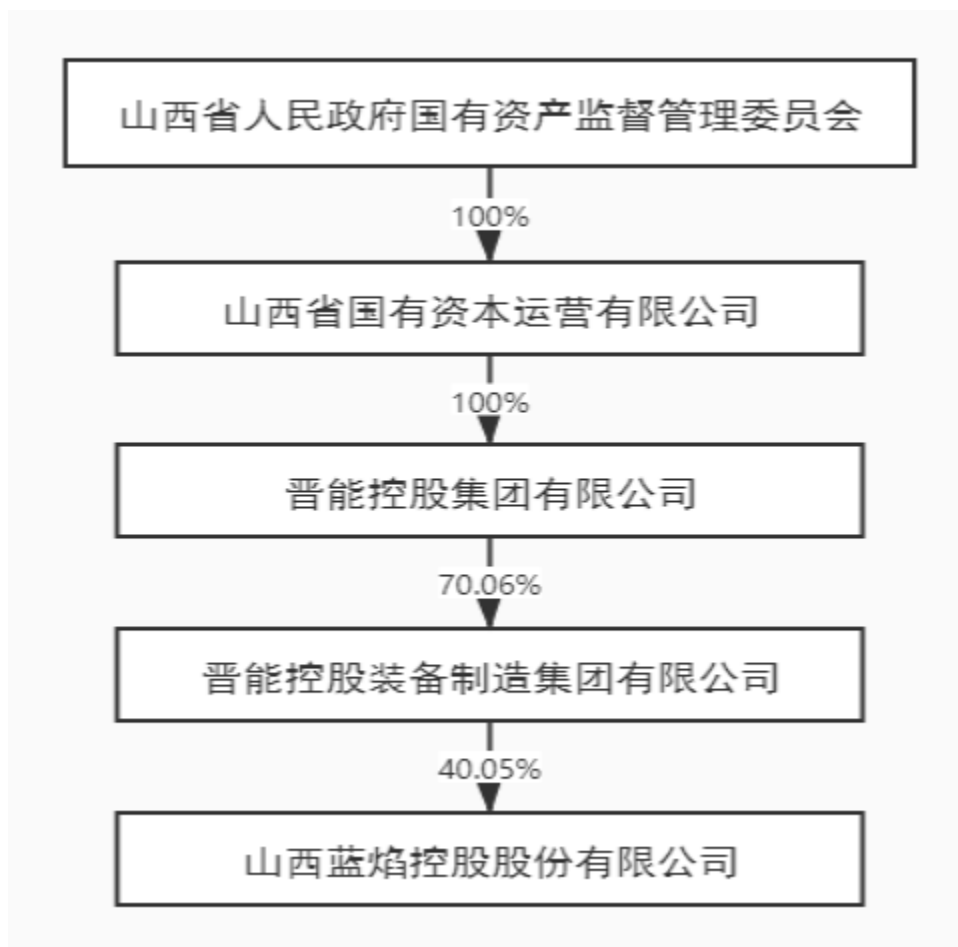 山西省人民政府国有资产监督管理委员会
100%
山西省国有资本运营有限公司
100%
晋能控股集团有限公司
70.06%
晋能控股装备制造集团有限公司
40.05%
山西蓝焰控股股份有限公司